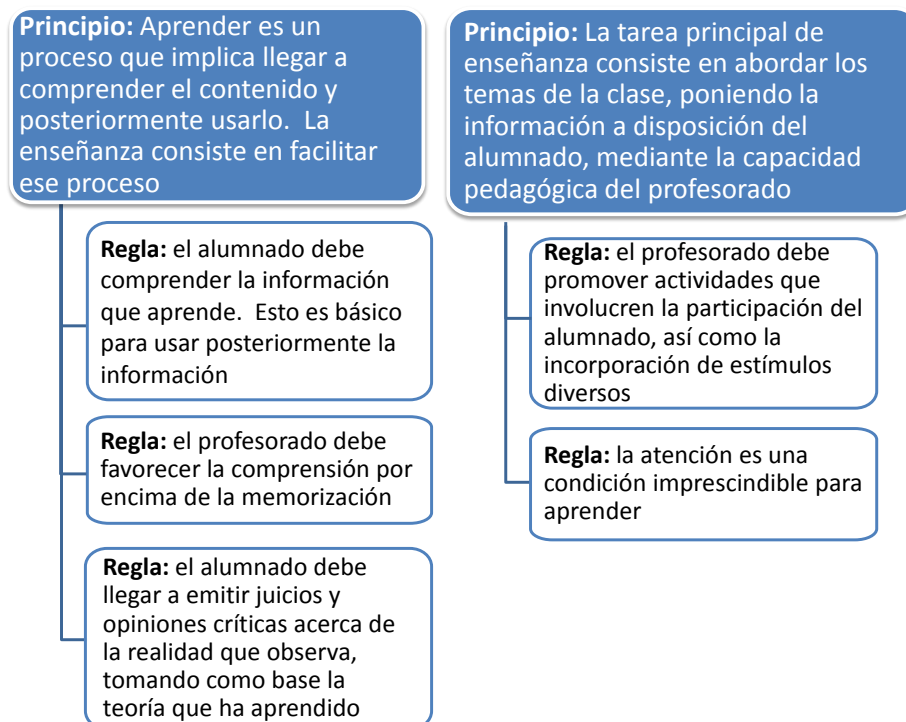 Principio: Aprender es un
proceso que implica llegar a
comprender el contenido y
posteriormente usarlo.  La
enseñanza consiste en facilitar
ese proceso
Regla: el alumnado debe
comprender la información
que aprende.  Esto es básico
para usar posteriormente la
información
Regla: el profesorado debe
favorecer la comprensión por
encima de la memorización
Regla: el alumnado debe
llegar a emitir juicios y
opiniones críticas acerca de
la realidad que observa,
tomando como base la
teoría que ha aprendido
Principio: La tarea principal de
enseñanza consiste en abordar los
temas de la clase, poniendo la
información a disposición del
alumnado, mediante la capacidad
pedagógica del profesorado
Regla: el profesorado debe
promover actividades que
involucren la participación del
alumnado, así como la
incorporación de estímulos
diversos
Regla: la atención es una
condición imprescindible para
aprender